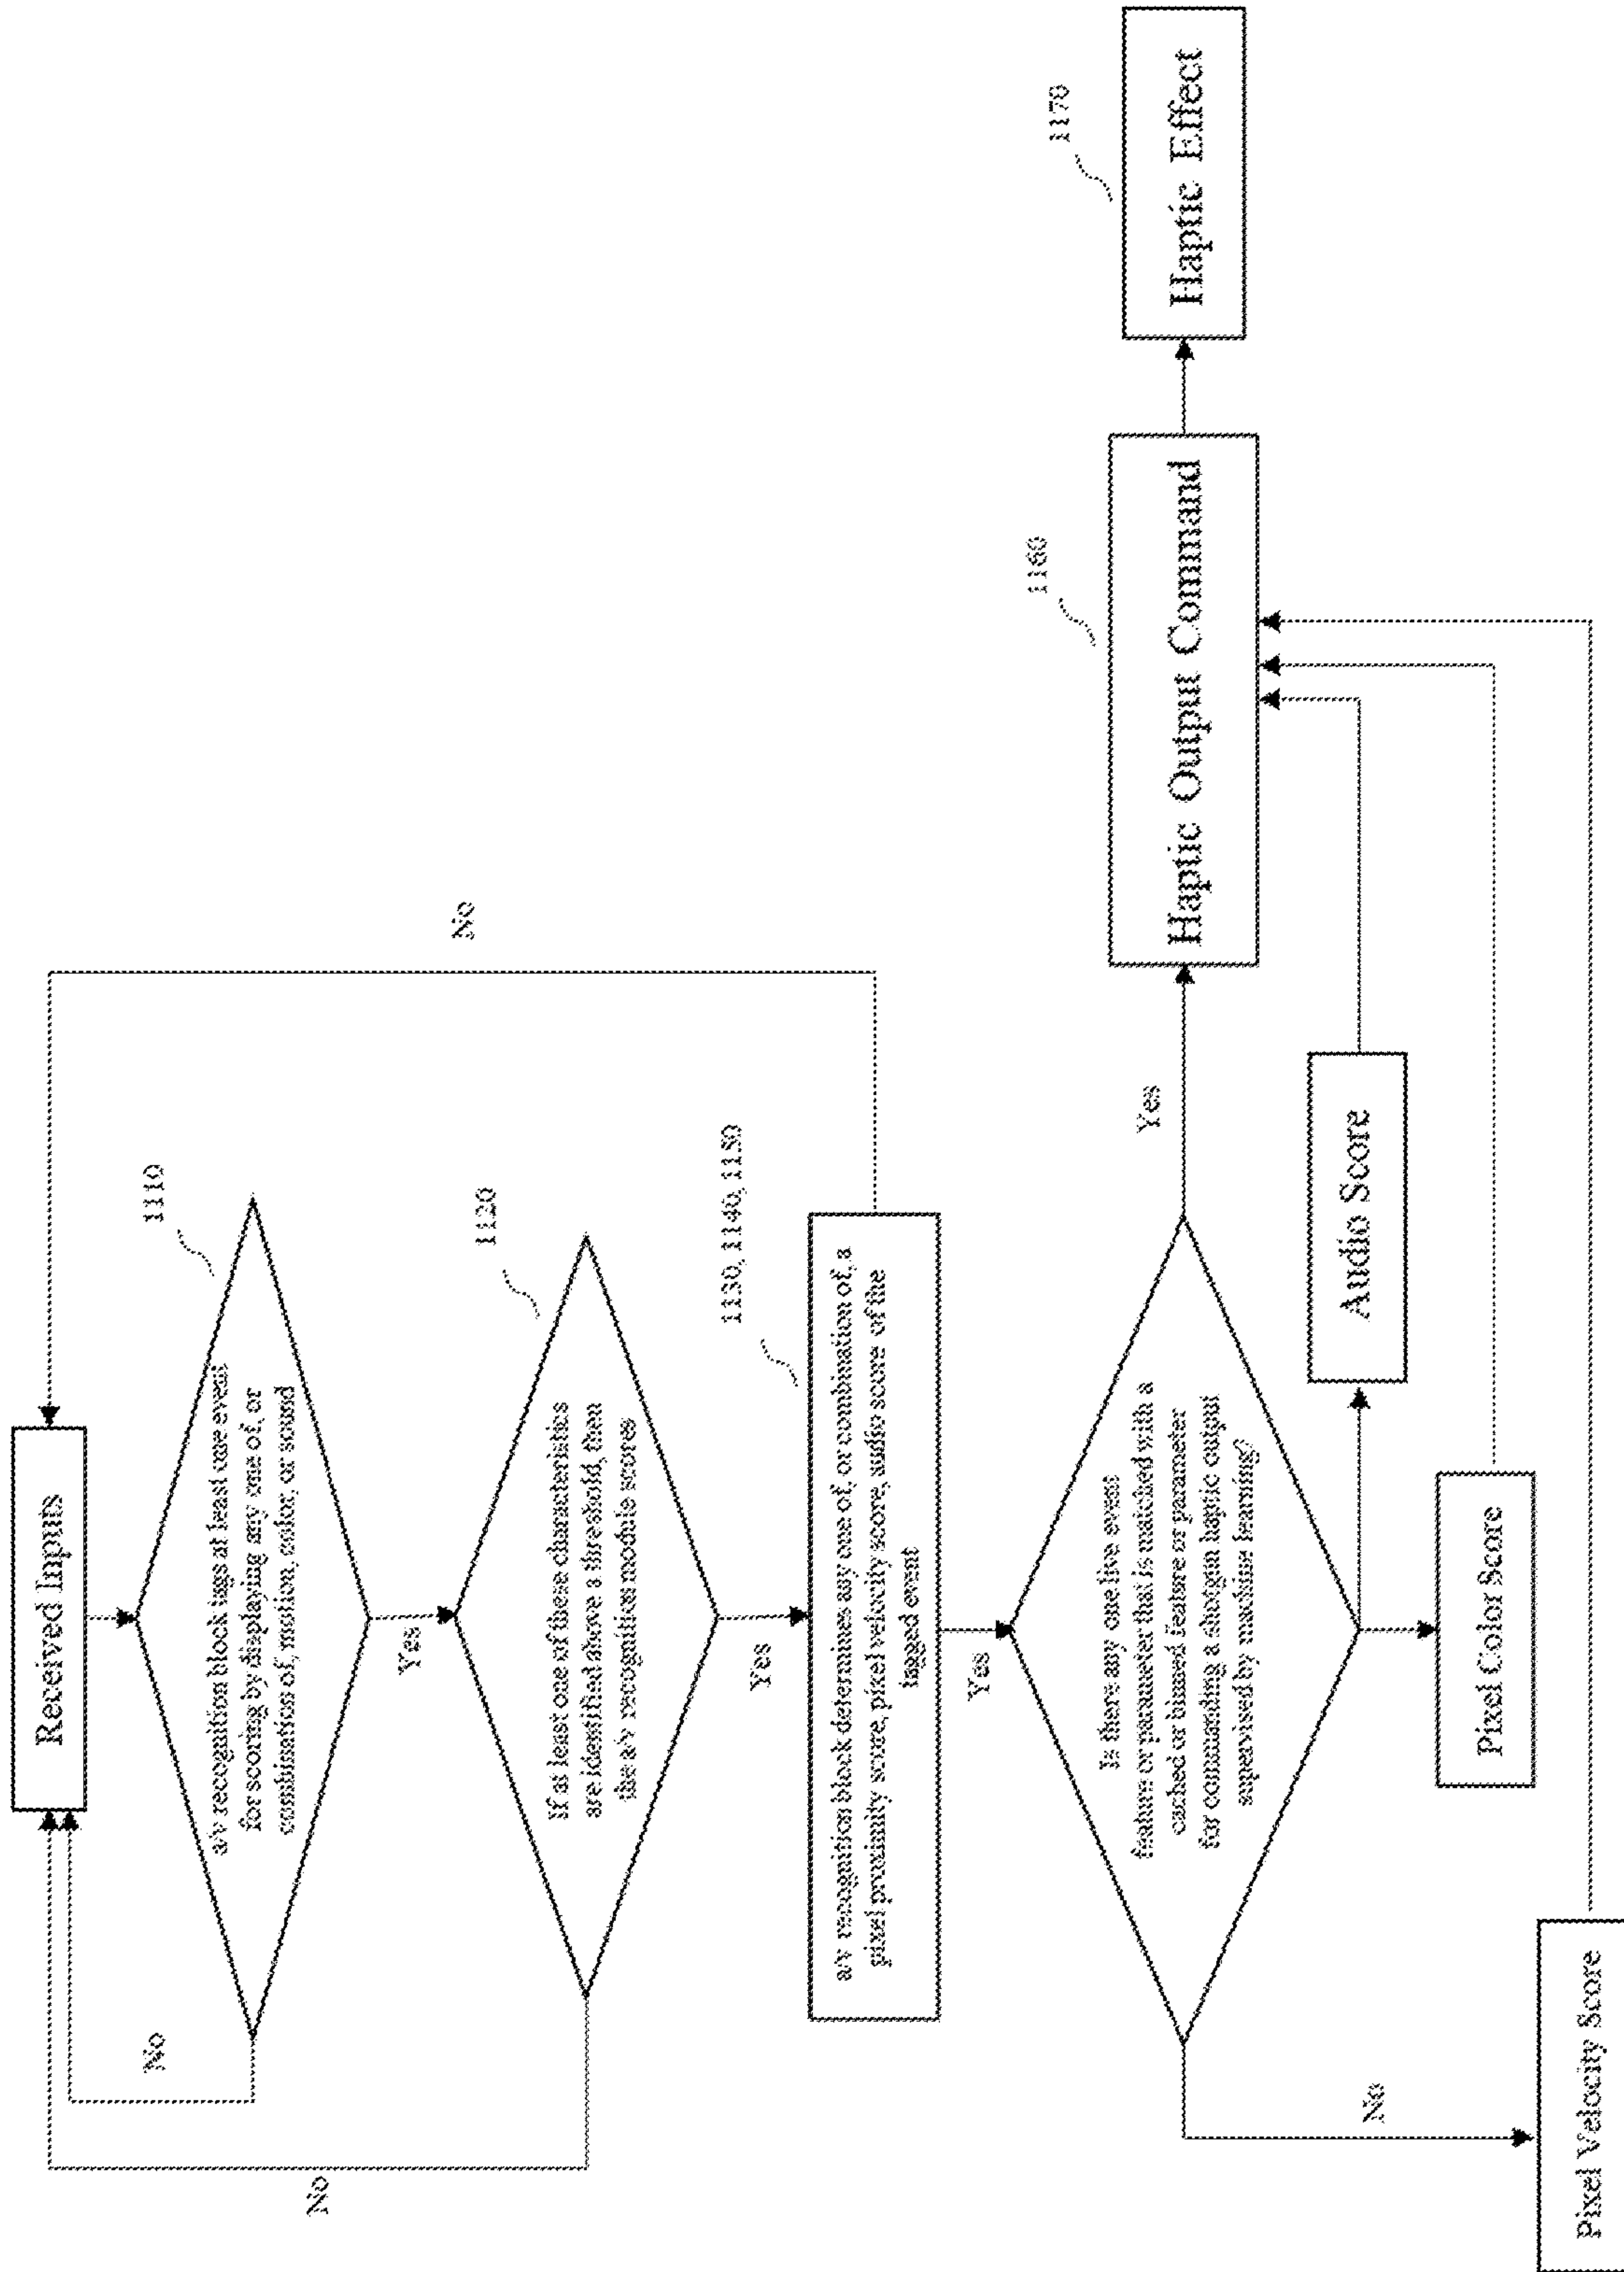 Received Inputs
1110
a/v recognition block tags at least one event
for scoring by displaying any one of, or
combination of, motion, color, or sound
No
Yes
1120
If at least one of these characteristics
are identified above a threshold, then
the a/v recognition module scores
No
Yes
1130, 1140, 1150
a/v recognition block determines any one of, or combination of, a
pixel proximity score, pixel velocity score, audio score of the
tagged event
No
Yes
Is there any one live event
feature or parameter that is matched with a
cached or binned feature or parameter
for commanding a shotgun haptic output
supervised by machine learning?
Yes
No
1160
Haptic Output Command
1170
Haptic Effect
Audio Score
Pixel Color Score
Pixel Velocity Score